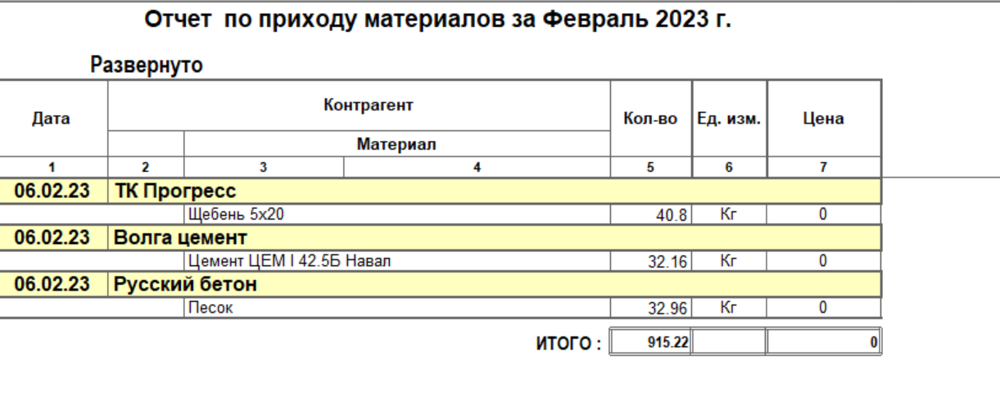 Отчет по приходу материалов за Февраль 2023 г.
Развернуто
Дата Контрагент Кол-во Ед. изм. Цена
Материал
1 2 3 4 5 6 7
06.02.23 ТК Прогресс
Щебень 5х20 40.8 Кг 0
06.02.23 Волга цемент
Цемент ЦЕМ I 42.5Б Навал 32.16 Кг 0
06.02.23 Русский бетон
Песок 32.96 Кг 0
ИТОГО : 915.22 0